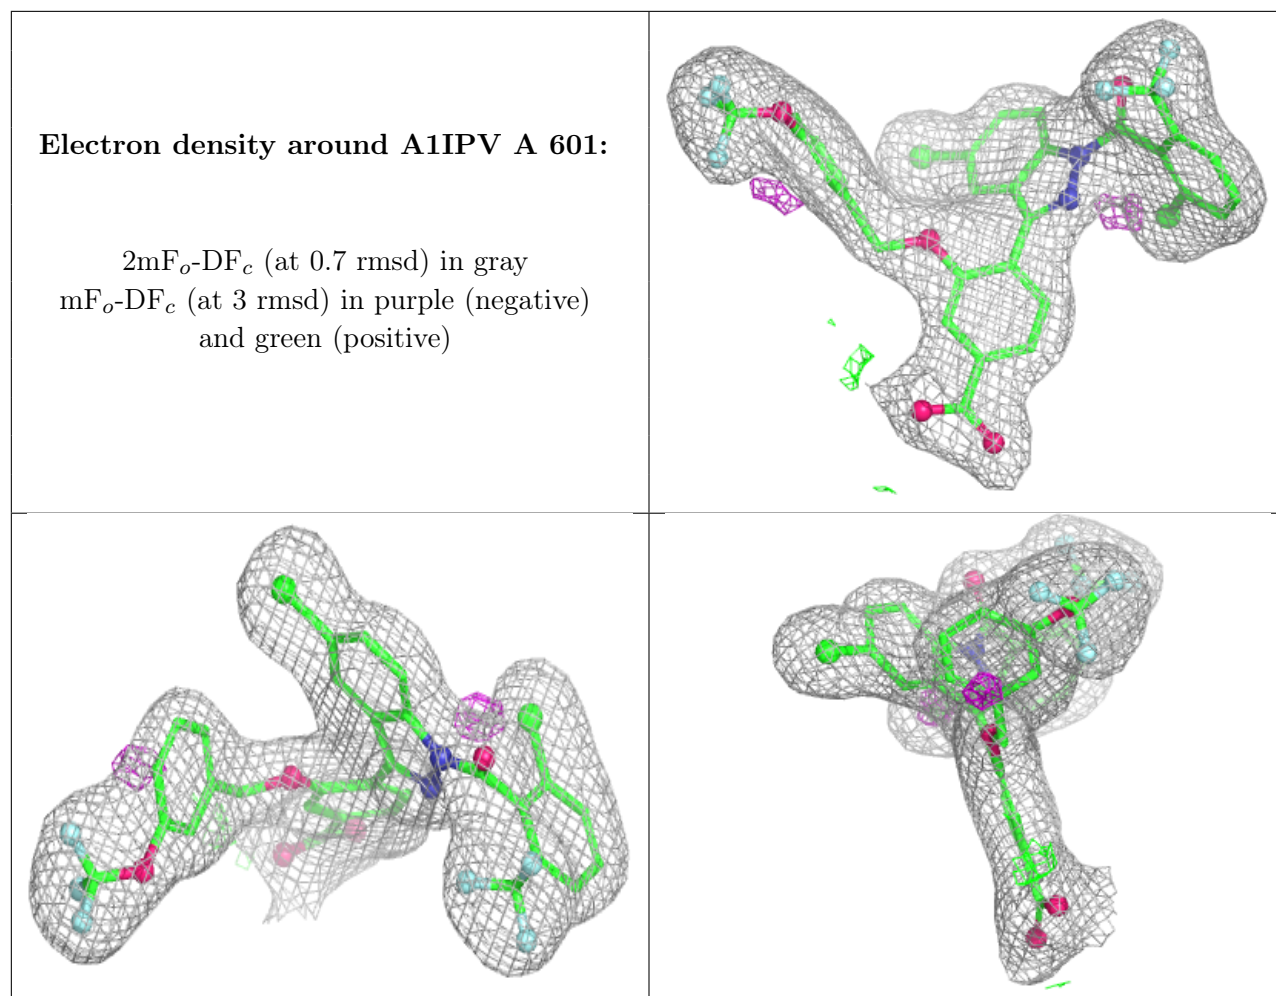 Electron density around A1IPV A 601:
2mFo-DFc (at 0.7 rmsd) in gray
mFo-DFc (at 3 rmsd) in purple (negative)
and green (positive)